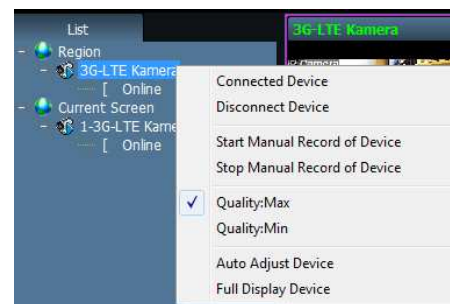 List
3G-LTE Kamera
- Region
- 3G-LTE Kamera
[ Online
- Current Screen
- 1-3G-LTE Kame
[ Online
Connected Device
Disconnect Device
Start Manual Record of Device
Stop Manual Record of Device
✓ Quality:Max
Quality:Min
Auto Adjust Device
Full Display Device